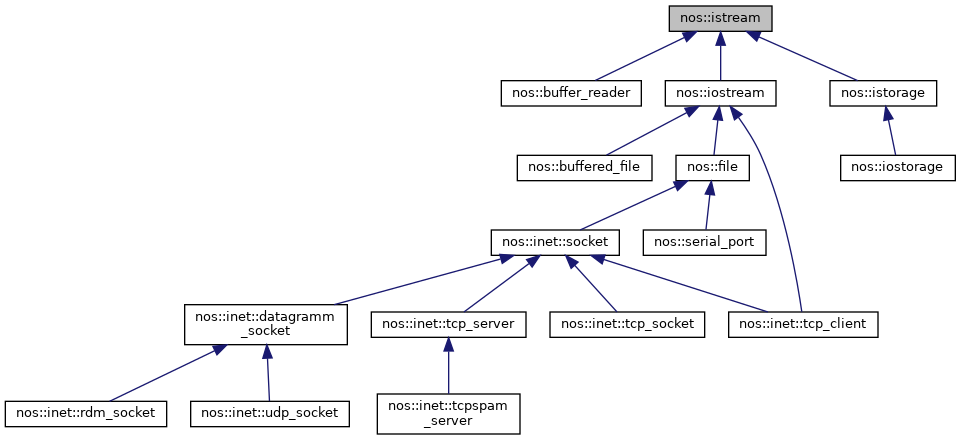 nos::istream
nos::buffer_reader
nos::iostream
nos::istorage
nos::buffered_file
nos::file
nos::iostorage
nos::inet::socket
nos::serial_port
nos::inet::datagramm
_socket
nos::inet::tcp_server
nos::inet::tcp_socket
nos::inet::tcp_client
nos::inet::rdm_socket
nos::inet::udp_socket
nos::inet::tcpspam
_server